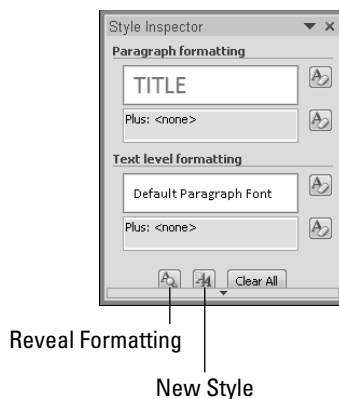 Style Inspector
Paragraph formatting
TITLE
Plus: <none>
Text level formatting
Default Paragraph Font
Plus: <none>
Clear All
Reveal Formatting
New Style